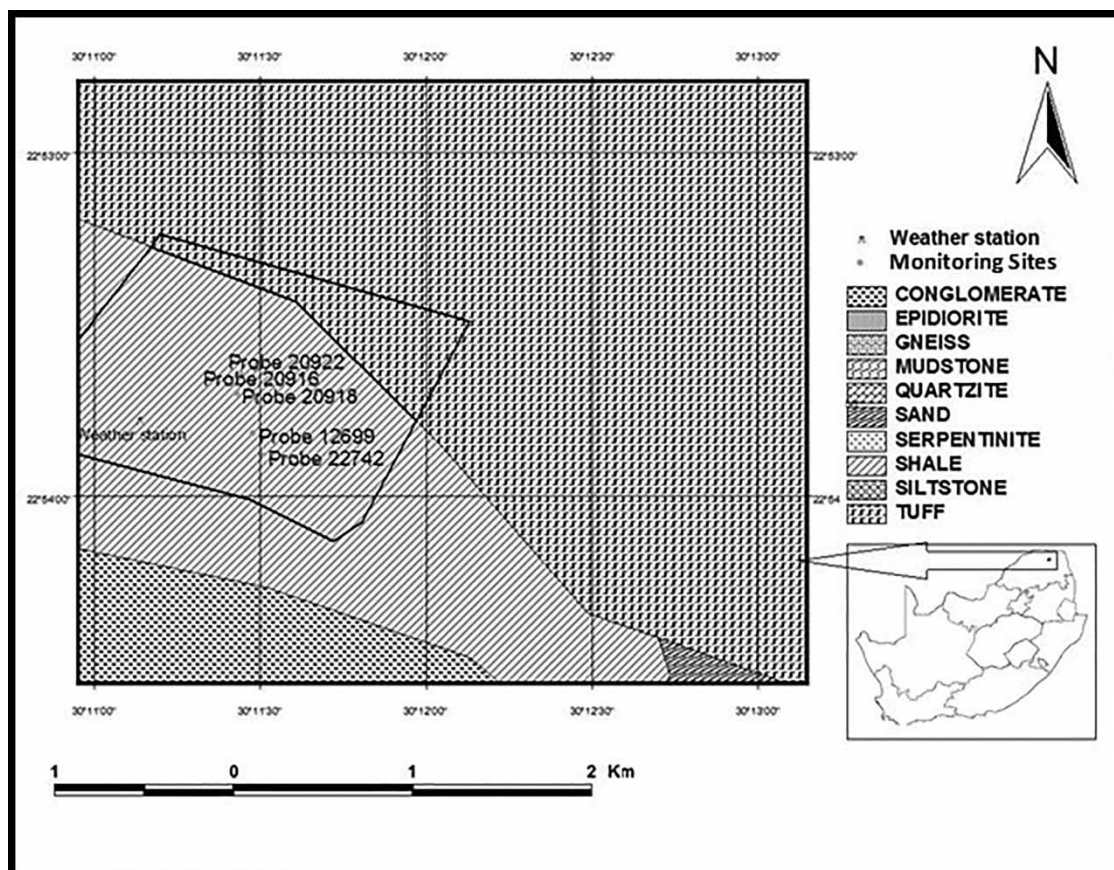 30°11'00" 30°11'30" 30°12'00" 30°12'30" 30°13'00"
N
22°53'00" 22°53'00"
Weather station
Monitoring Sites
CONGLOMERATE
EPIDIORITE
GNEISS
MUDSTONE
QUARTZITE
SAND
SERPENTINITE
SHALE
SILTSTONE
TUFF
Probe 20922
Probe 20916
Probe 20918
Weather station
Probe 12699
Probe 22742
22°54'00" 22°54
30°11'00" 30°11'30" 30°12'00" 30°12'30" 30°13'00"
1 0 1 2 Km